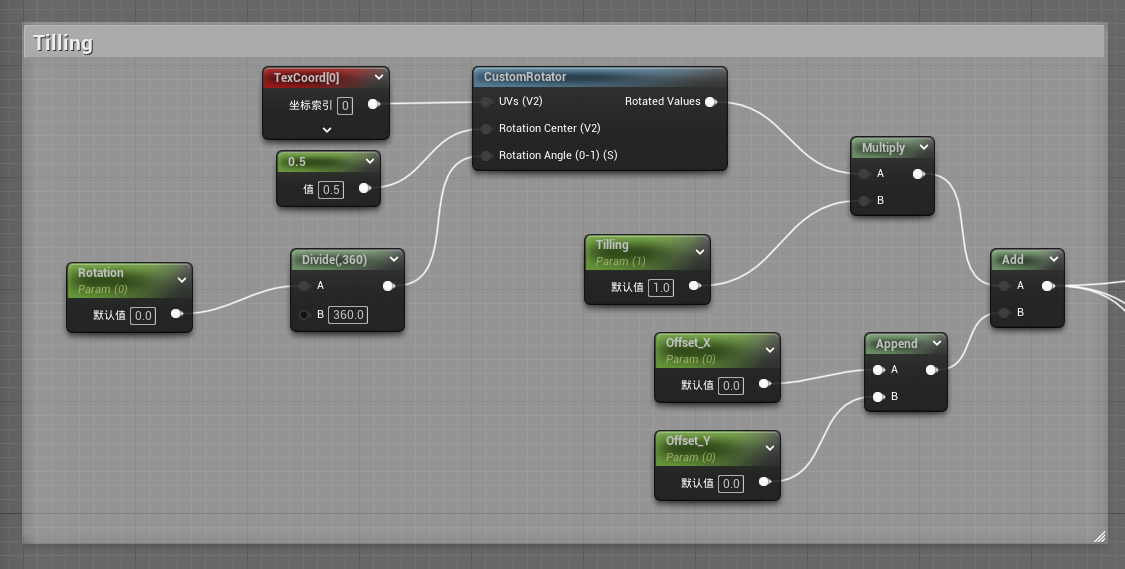 Tilling
TexCoord[0]
坐标索引 0
CustomRotator
UVs (V2)
Rotated Values
Rotation Center (V2)
Rotation Angle (0-1) (S)
0.5
值 0.5
Multiply
A
B
Rotation
Param (0)
默认值 0.0
Divide(,360)
A
B 360.0
Tilling
Param (1)
默认值 1.0
Add
A
B
Offset_X
Param (0)
默认值 0.0
Append
A
B
Offset_Y
Param (0)
默认值 0.0